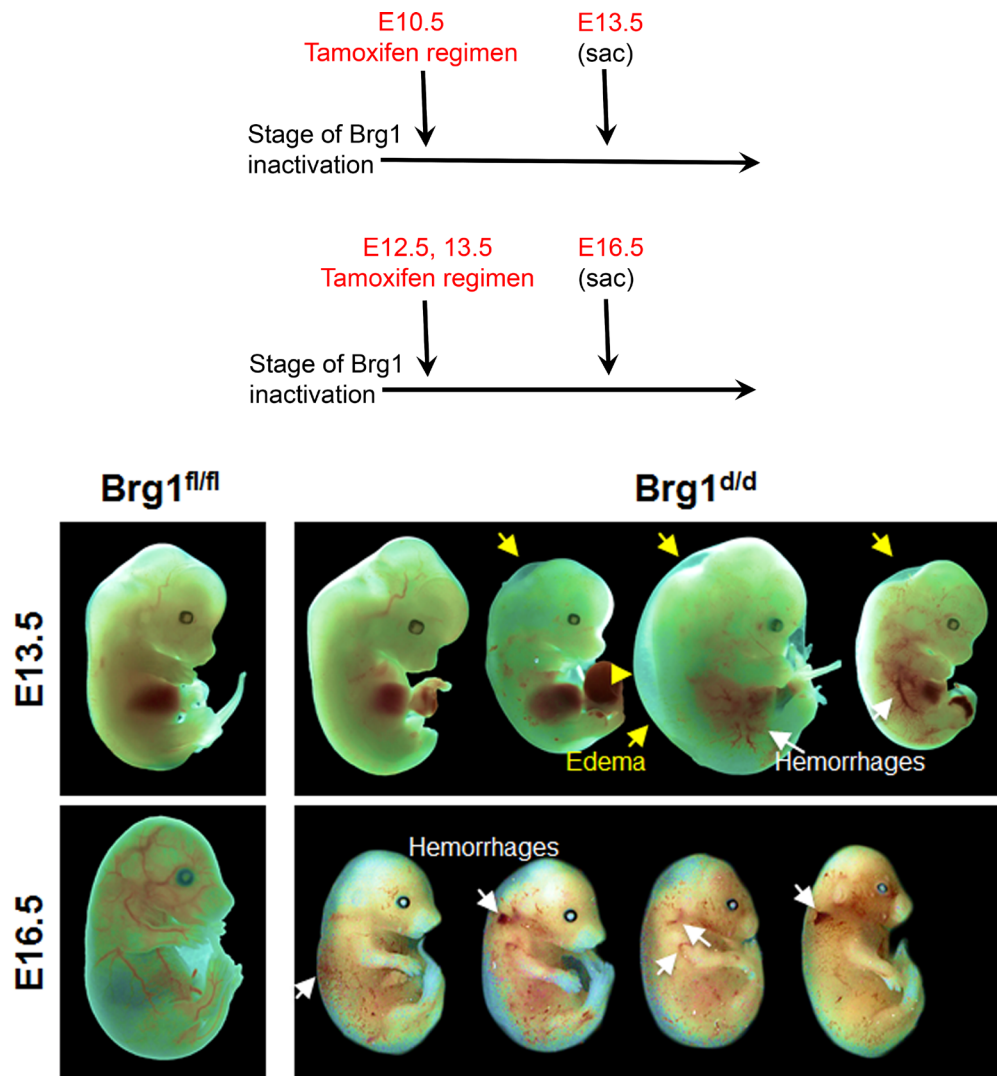 E10.5
Tamoxifen regimen
E13.5
(sac)
Stage of Brg1
inactivation
E12.5, 13.5
Tamoxifen regimen
E16.5
(sac)
Stage of Brg1
inactivation
Brg1fl/fl
Brg1d/d
E13.5
Edema
Hemorrhages
E16.5
Hemorrhages